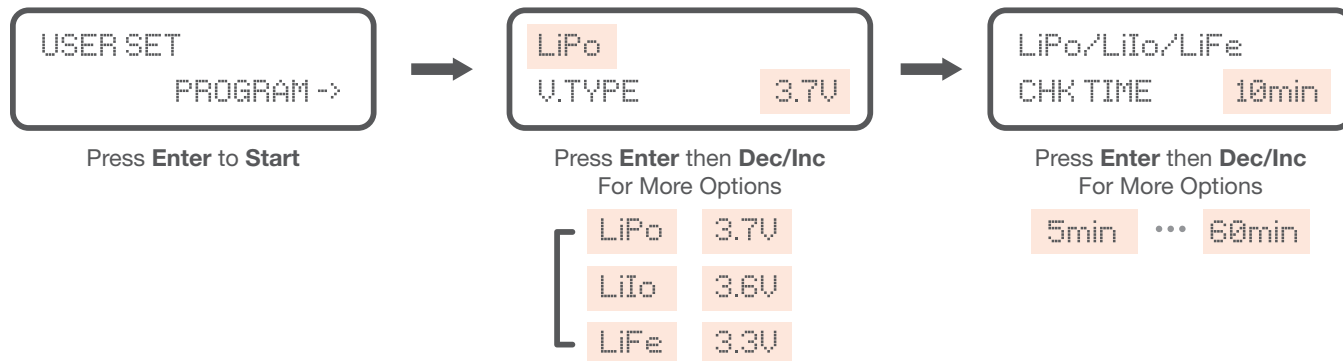 USER SET
PROGRAM ->
Press Enter to Start
LiPo
V.TYPE 3.7V
Press Enter then Dec/Inc
For More Options
LiPo 3.7V
LiIo 3.6V
LiFe 3.3V
LiPo/LiIo/LiFe
CHK TIME 10min
Press Enter then Dec/Inc
For More Options
5min ••• 60min